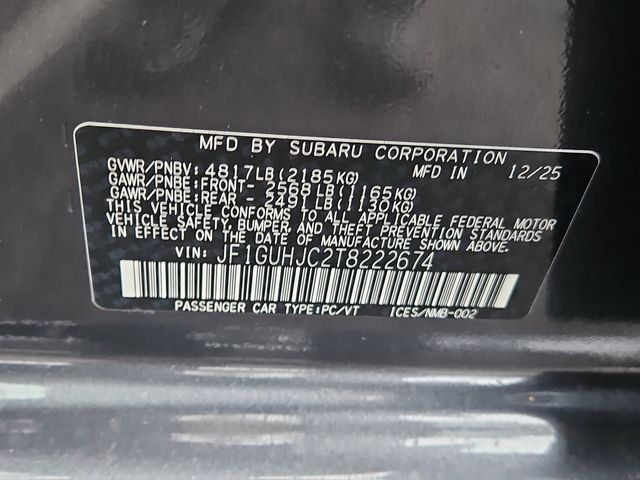 MFD BY SUBARU CORPORATION
GVWR/PNBV: 4817LB(2185KG) MFD IN 12/25
GAWR/PNBE:FRONT- 2568LB(1165KG)
GAWR/PNBE:REAR - 2491LB(1130KG)
THIS VEHICLE CONFORMS TO ALL APPLICABLE FEDERAL MOTOR
VEHICLE SAFETY, BUMPER, AND THEFT PREVENTION STANDARDS
IN EFFECT ON THE DATE OF MANUFACTURE SHOWN ABOVE.
VIN: JF1GUHJC2T8222674
PASSENGER CAR TYPE:PC/VT ICES/NMB-002